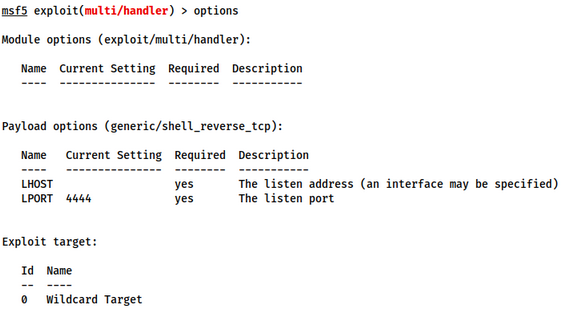 msf5 exploit(multi/handler) > options
Module options (exploit/multi/handler):
Name Current Setting Required Description
---- --------------- -------- -----------
Payload options (generic/shell_reverse_tcp):
Name Current Setting Required Description
---- --------------- -------- -----------
LHOST yes The listen address (an interface may be specified)
LPORT 4444 yes The listen port
Exploit target:
Id Name
-- ----
0 Wildcard Target